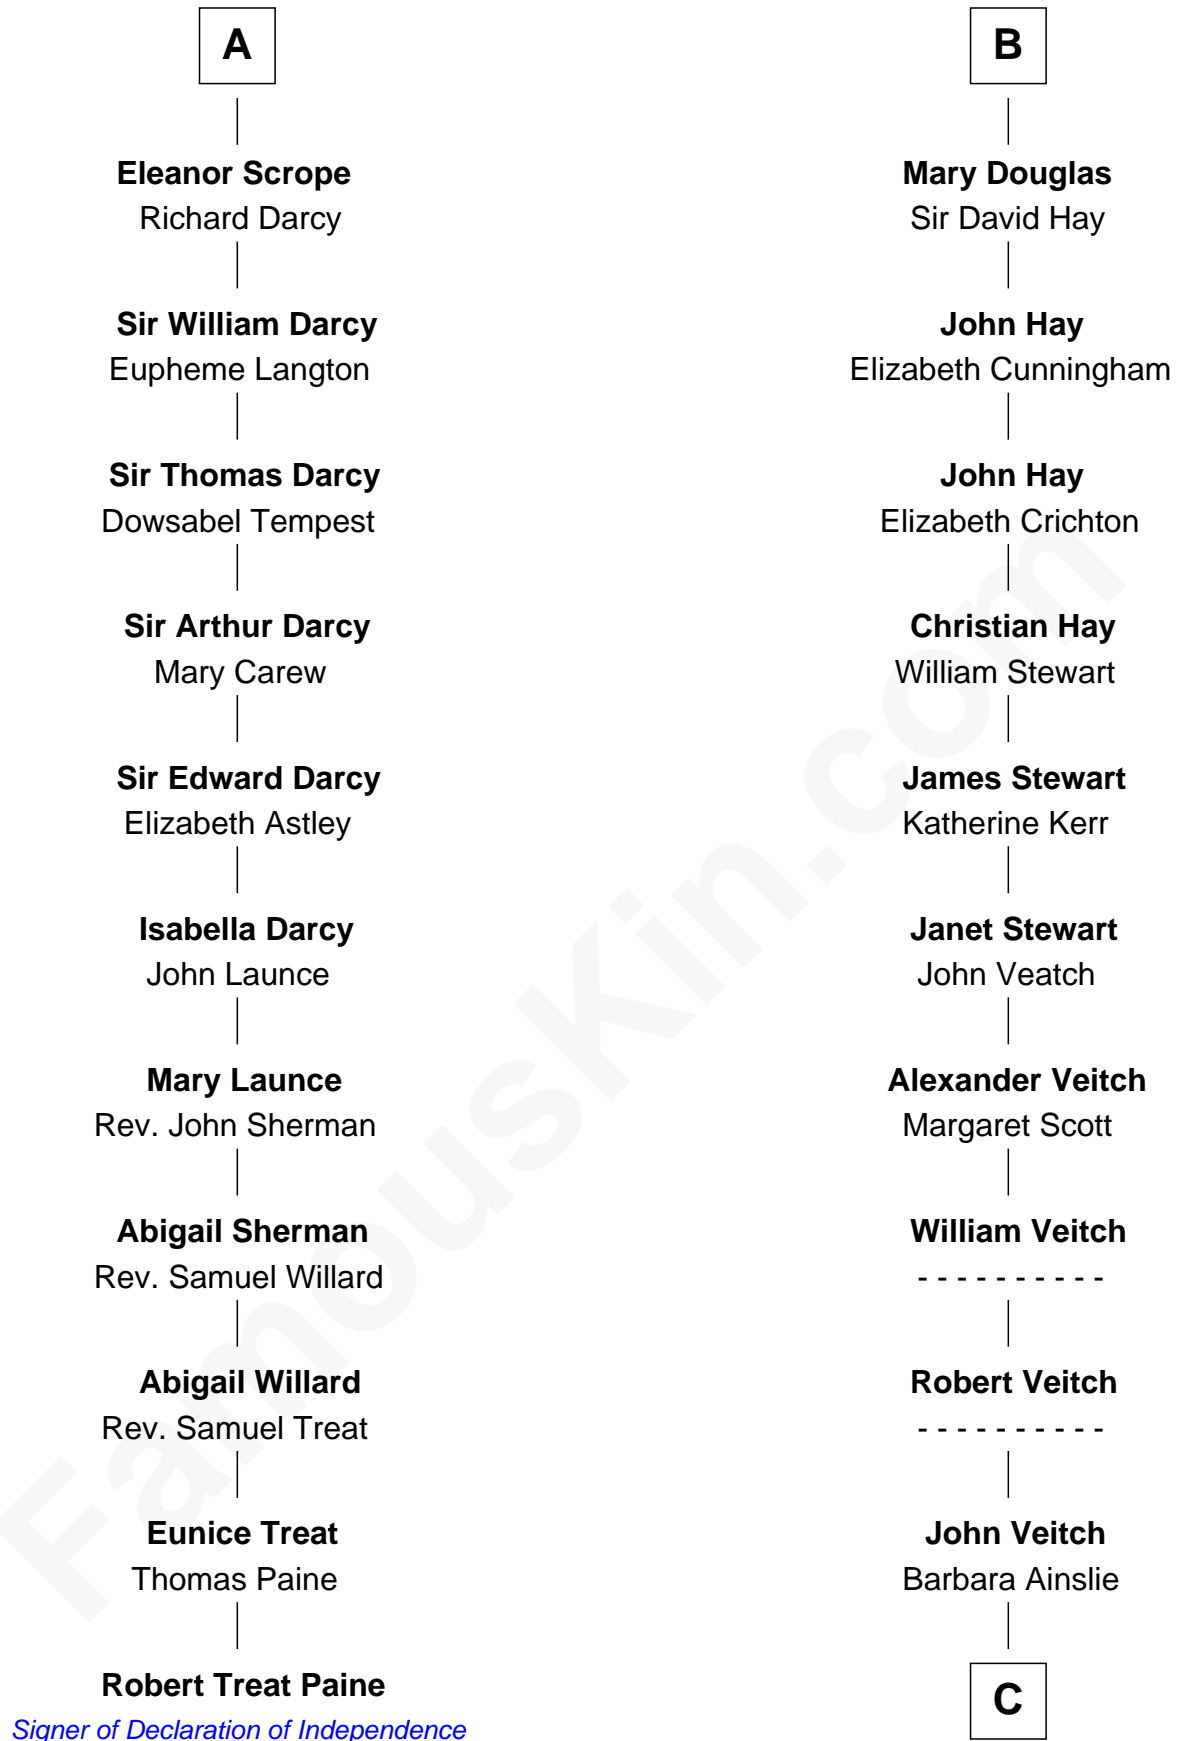 A
Eleanor Scrope
Richard Darcy
Sir William Darcy
Eupheme Langton
Sir Thomas Darcy
Dowsabel Tempest
Sir Arthur Darcy
Mary Carew
Sir Edward Darcy
Elizabeth Astley
Isabella Darcy
John Launce
Mary Launce
Rev. John Sherman
Abigail Sherman
Rev. Samuel Willard
Abigail Willard
Rev. Samuel Treat
Eunice Treat
Thomas Paine
Robert Treat Paine
Signer of Declaration of Independence
B
Mary Douglas
Sir David Hay
John Hay
Elizabeth Cunningham
John Hay
Elizabeth Crichton
Christian Hay
William Stewart
James Stewart
Katherine Kerr
Janet Stewart
John Veatch
Alexander Veitch
Margaret Scott
William Veitch
- - - - - - - - - -
Robert Veitch
- - - - - - - - - -
John Veitch
Barbara Ainslie
C
FamousKin.com